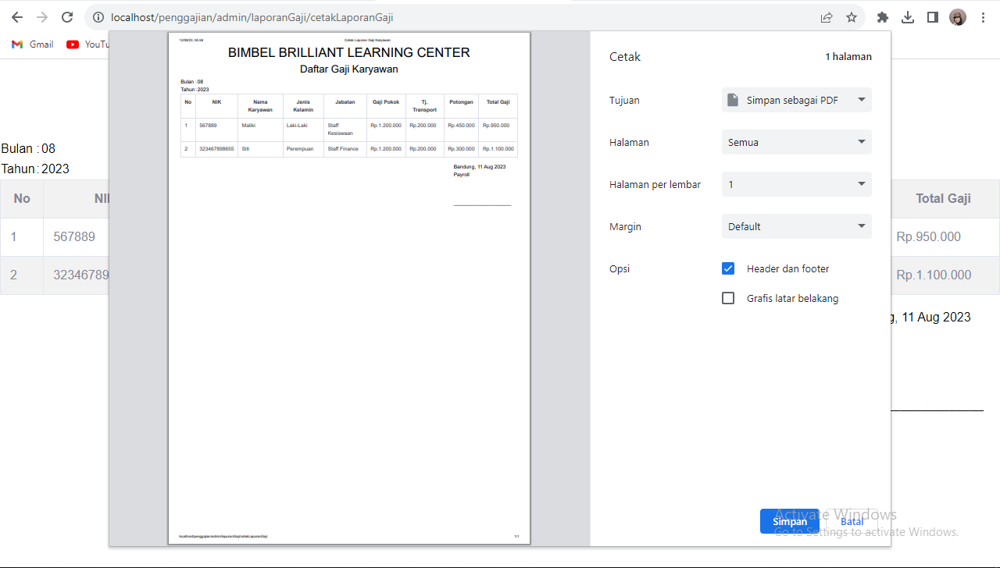 localhost/penggajian/admin/laporanGaji/cetakLaporanGaji
Gmail
YouTu
12/08/23, 05.58 Cetak Laporan Gaji Karyawan
BIMBEL BRILLIANT LEARNING CENTER
Daftar Gaji Karyawan
Bulan : 08
Tahun : 2023
No NIK Nama Karyawan Jenis Kelamin Jabatan Gaji Pokok Tj. Transport Potongan Total Gaji
1 567889 Maliki Laki-Laki Staff Kesiswaan Rp.1.200.000 Rp.200.000 Rp.450.000 Rp.950.000
2 323467898655 Siti Perempuan Staff Finance Rp.1.200.000 Rp.200.000 Rp.300.000 Rp.1.100.000
Bandung, 11 Aug 2023
Payroll
localhost/penggajian/admin/laporanGaji/cetakLaporanGaji 1/1
Cetak 1 halaman
Tujuan Simpan sebagai PDF
Halaman Semua
Halaman per lembar 1
Margin Default
Opsi Header dan footer
Grafis latar belakang
Simpan Batal
Bulan : 08
Tahun : 2023
No NI Total Gaji
1 567889 Rp.950.000
2 32346789 Rp.1.100.000
g, 11 Aug 2023
Activate Windows
Go to Settings to activate Windows.